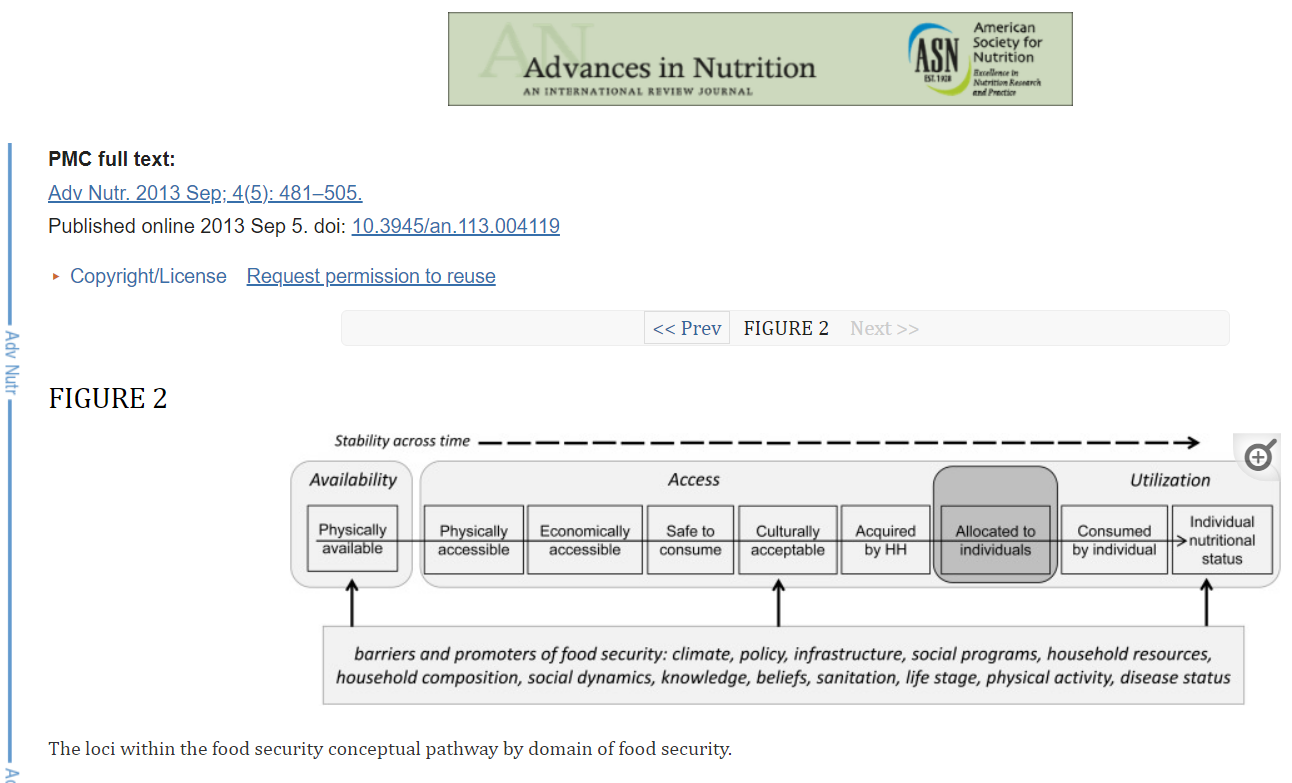 AN
Advances in Nutrition
AN INTERNATIONAL REVIEW JOURNAL
ASN
EST. 1928
American
Society for
Nutrition
Excellence in
Nutrition Research
and Practice
PMC full text:
Adv Nutr. 2013 Sep; 4(5): 481–505.
Published online 2013 Sep 5. doi: 10.3945/an.113.004119
Copyright/License Request permission to reuse
<< Prev FIGURE 2 Next >>
Adv Nutr
FIGURE 2
Stability across time
Availability
Physically
available
Access
Physically
accessible
Economically
accessible
Safe to
consume
Culturally
acceptable
Acquired
by HH
Allocated to
individuals
Utilization
Consumed
by individual
Individual
nutritional
status
barriers and promoters of food security: climate, policy, infrastructure, social programs, household resources,
household composition, social dynamics, knowledge, beliefs, sanitation, life stage, physical activity, disease status
The loci within the food security conceptual pathway by domain of food security.